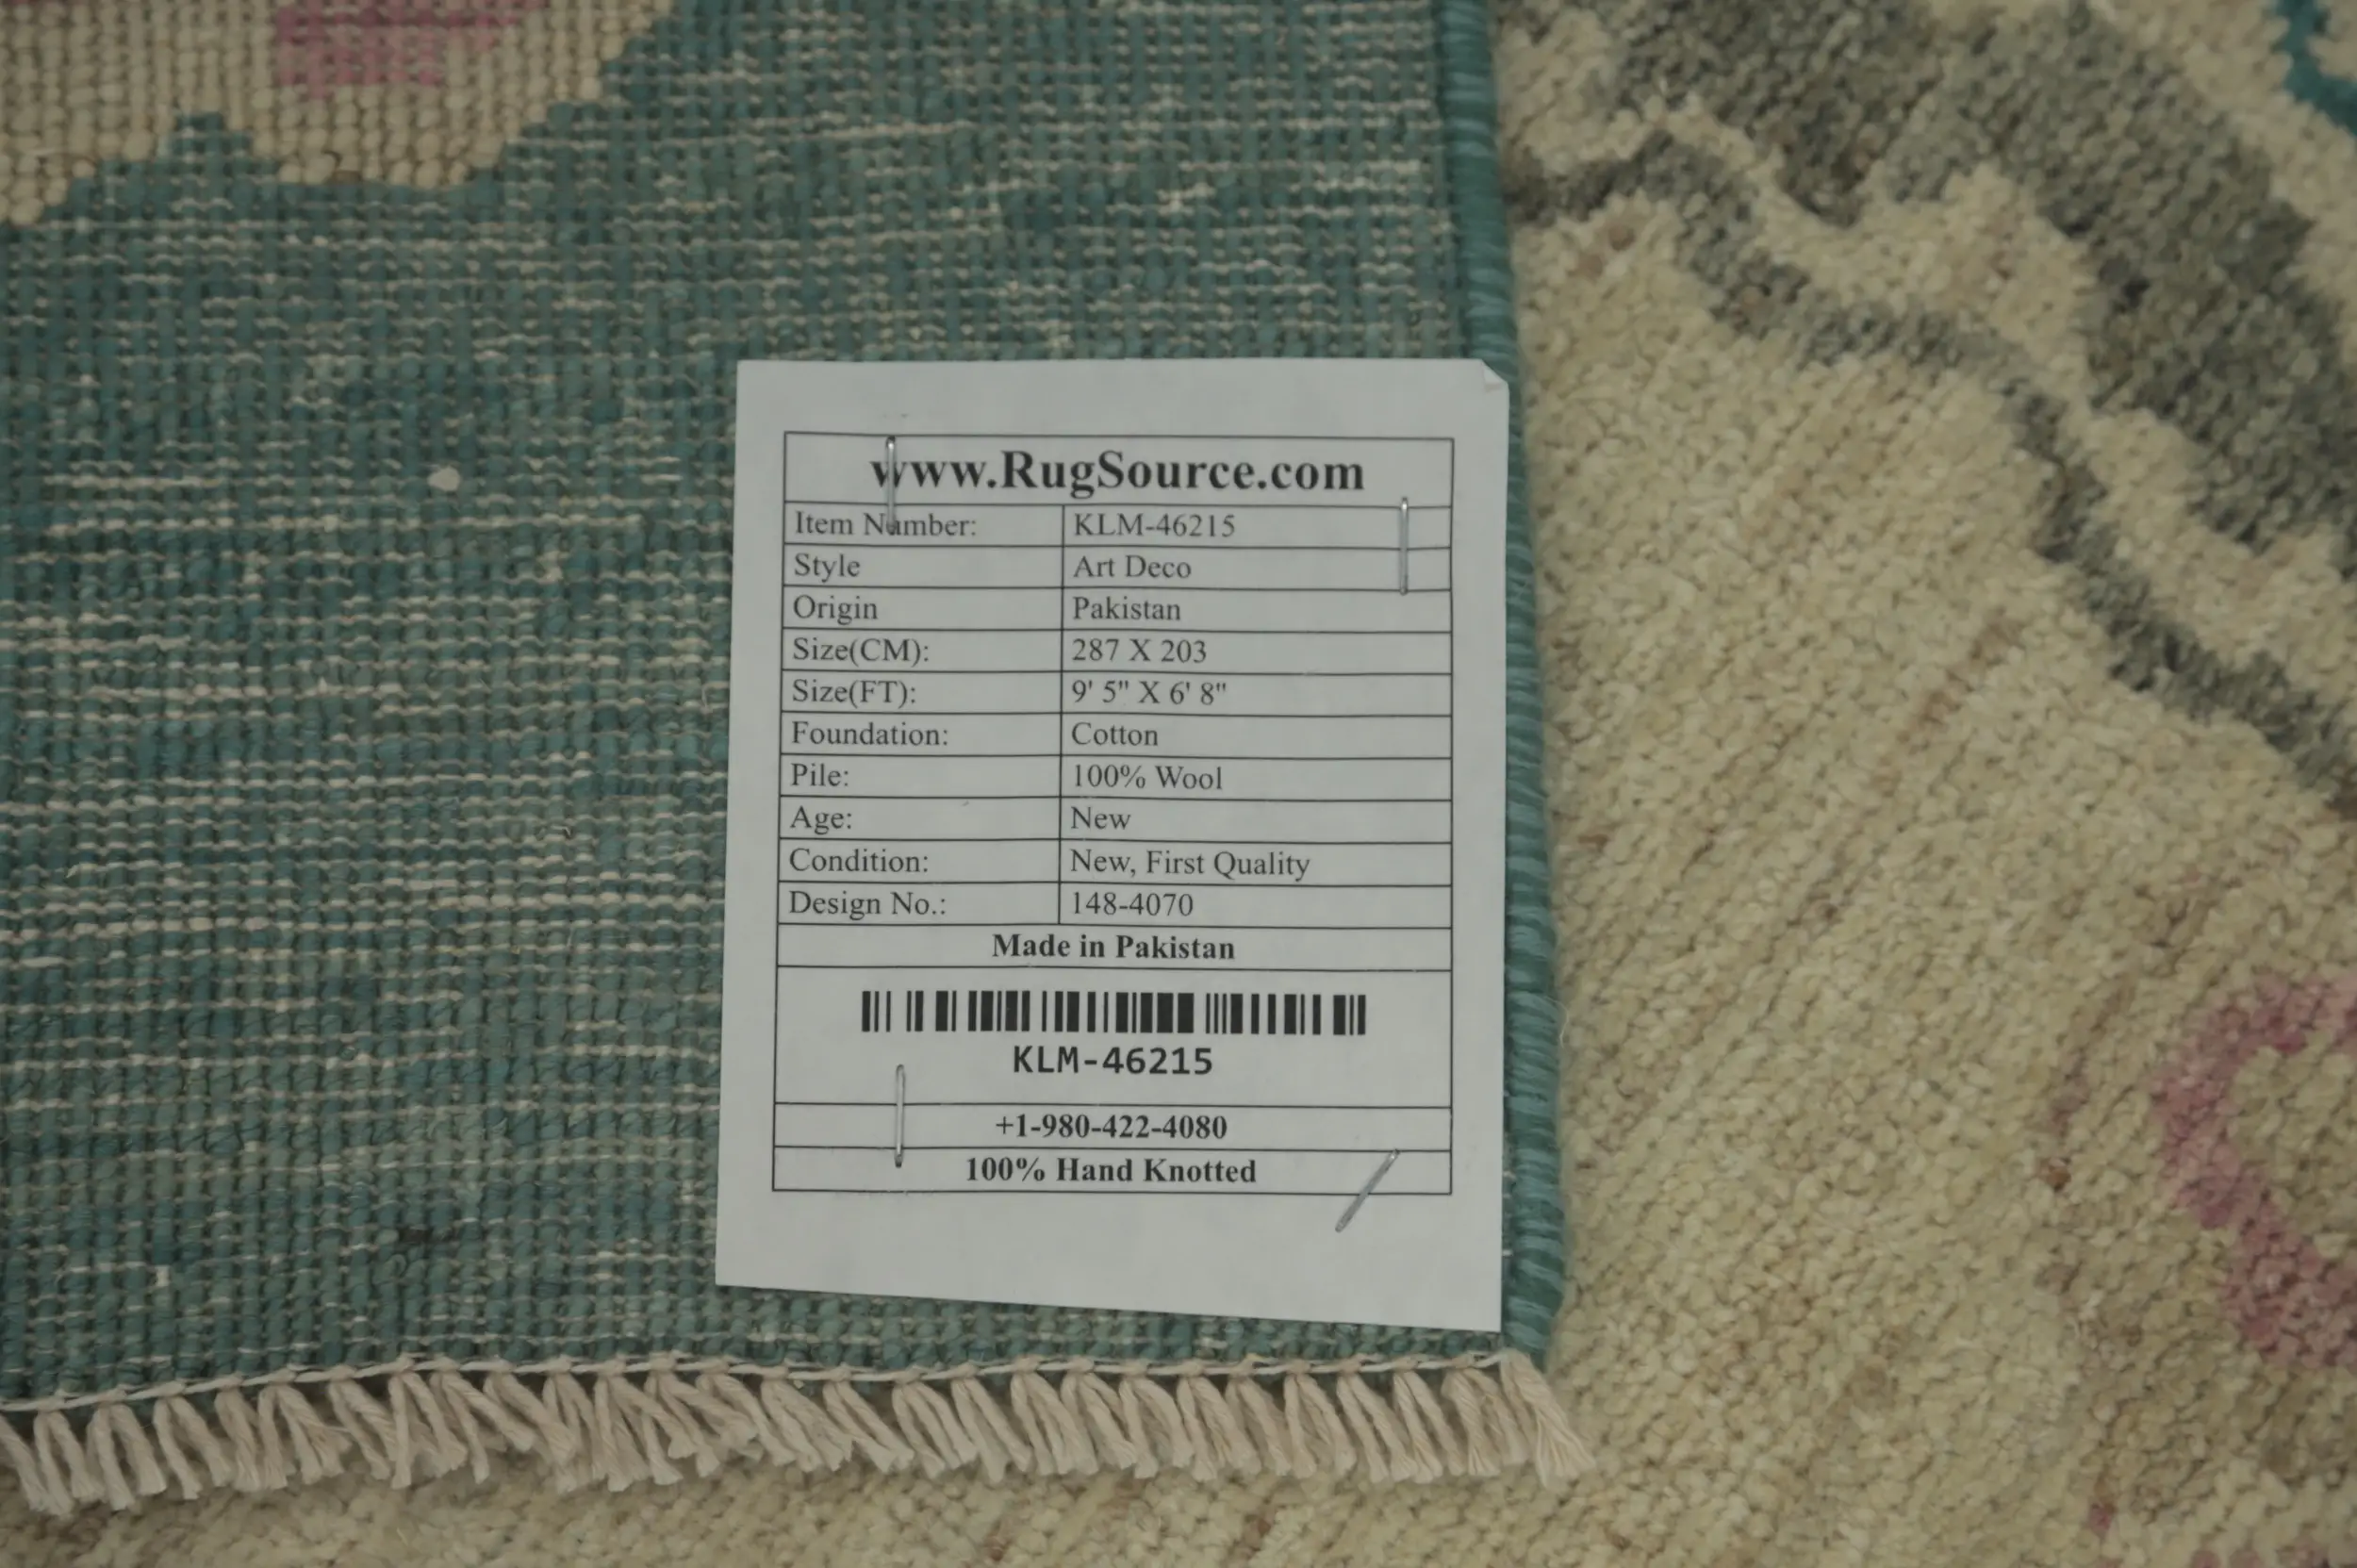 www.RugSource.com
Item Number: KLM-46215
Style Art Deco
Origin Pakistan
Size(CM): 287 X 203
Size(FT): 9' 5" X 6' 8"
Foundation: Cotton
Pile: 100% Wool
Age: New
Condition: New, First Quality
Design No.: 148-4070
Made in Pakistan
KLM-46215
+1-980-422-4080
100% Hand Knotted